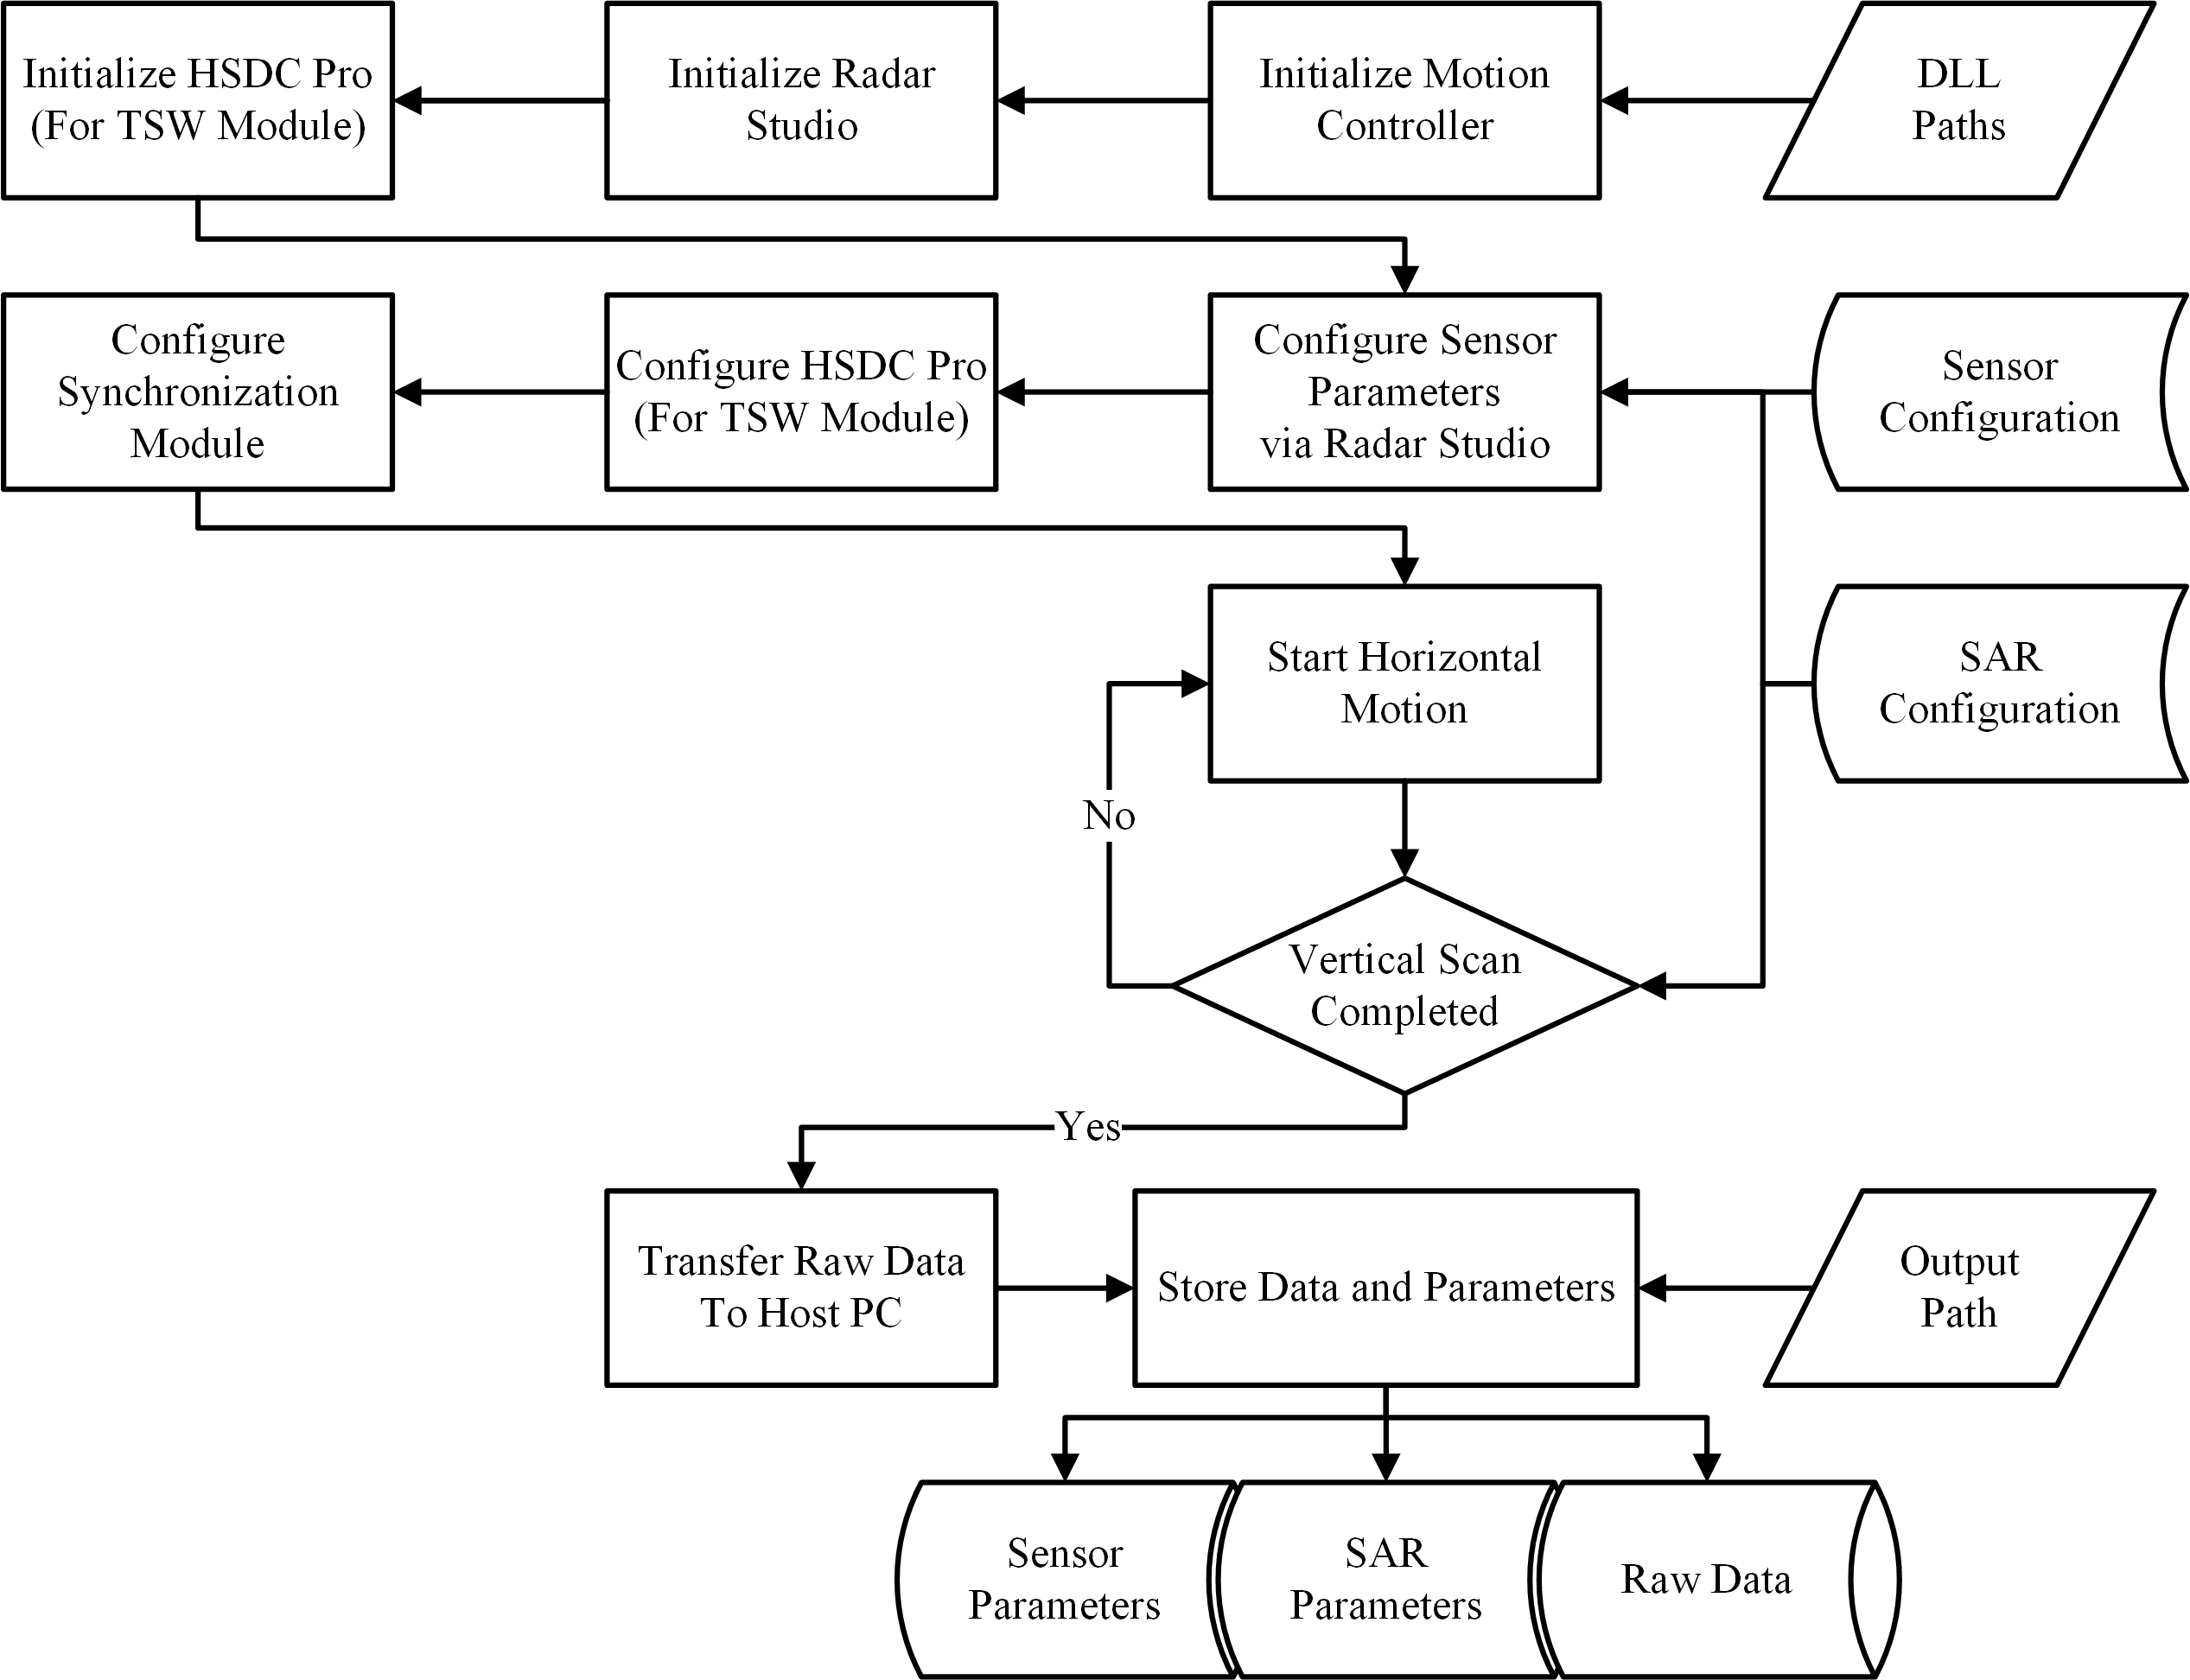 Initialize HSDC Pro
(For TSW Module)
Initialize Radar
Studio
Initialize Motion
Controller
DLL
Paths
Configure
Synchronization
Module
Configure HSDC Pro
(For TSW Module)
Configure Sensor
Parameters
via Radar Studio
Sensor
Configuration
Start Horizontal
Motion
SAR
Configuration
No
Vertical Scan
Completed
Yes
Transfer Raw Data
To Host PC
Store Data and Parameters
Output
Path
Sensor
Parameters
SAR
Parameters
Raw Data